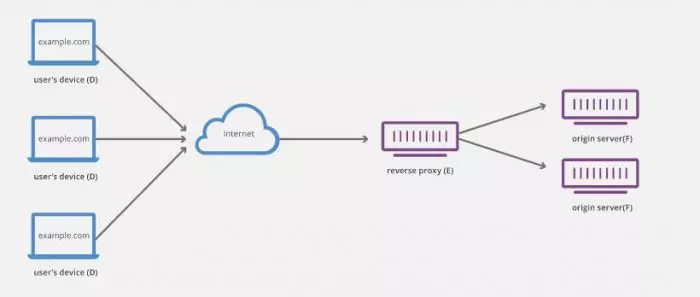 example.com
user's device (D)
example.com
user's device (D)
example.com
user's device (D)
Internet
reverse proxy (E)
origin server(F)
origin server(F)